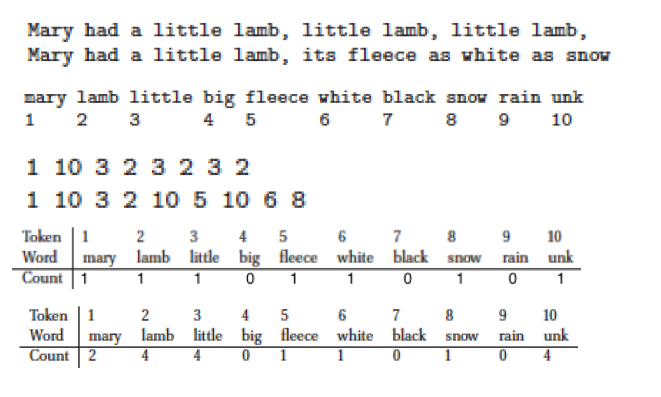 Mary had a little lamb, little lamb, little lamb,
Mary had a little lamb, its fleece as white as snow
mary lamb little big fleece white black snow rain unk
1 2 3 4 5 6 7 8 9 10
1 10 3 2 3 2 3 2
1 10 3 2 10 5 10 6 8
Token 1 2 3 4 5 6 7 8 9 10
Word mary lamb little big fleece white black snow rain unk
Count 1 1 1 0 1 1 0 1 0 1
Token 1 2 3 4 5 6 7 8 9 10
Word mary lamb little big fleece white black snow rain unk
Count 2 4 4 0 1 1 0 1 0 4